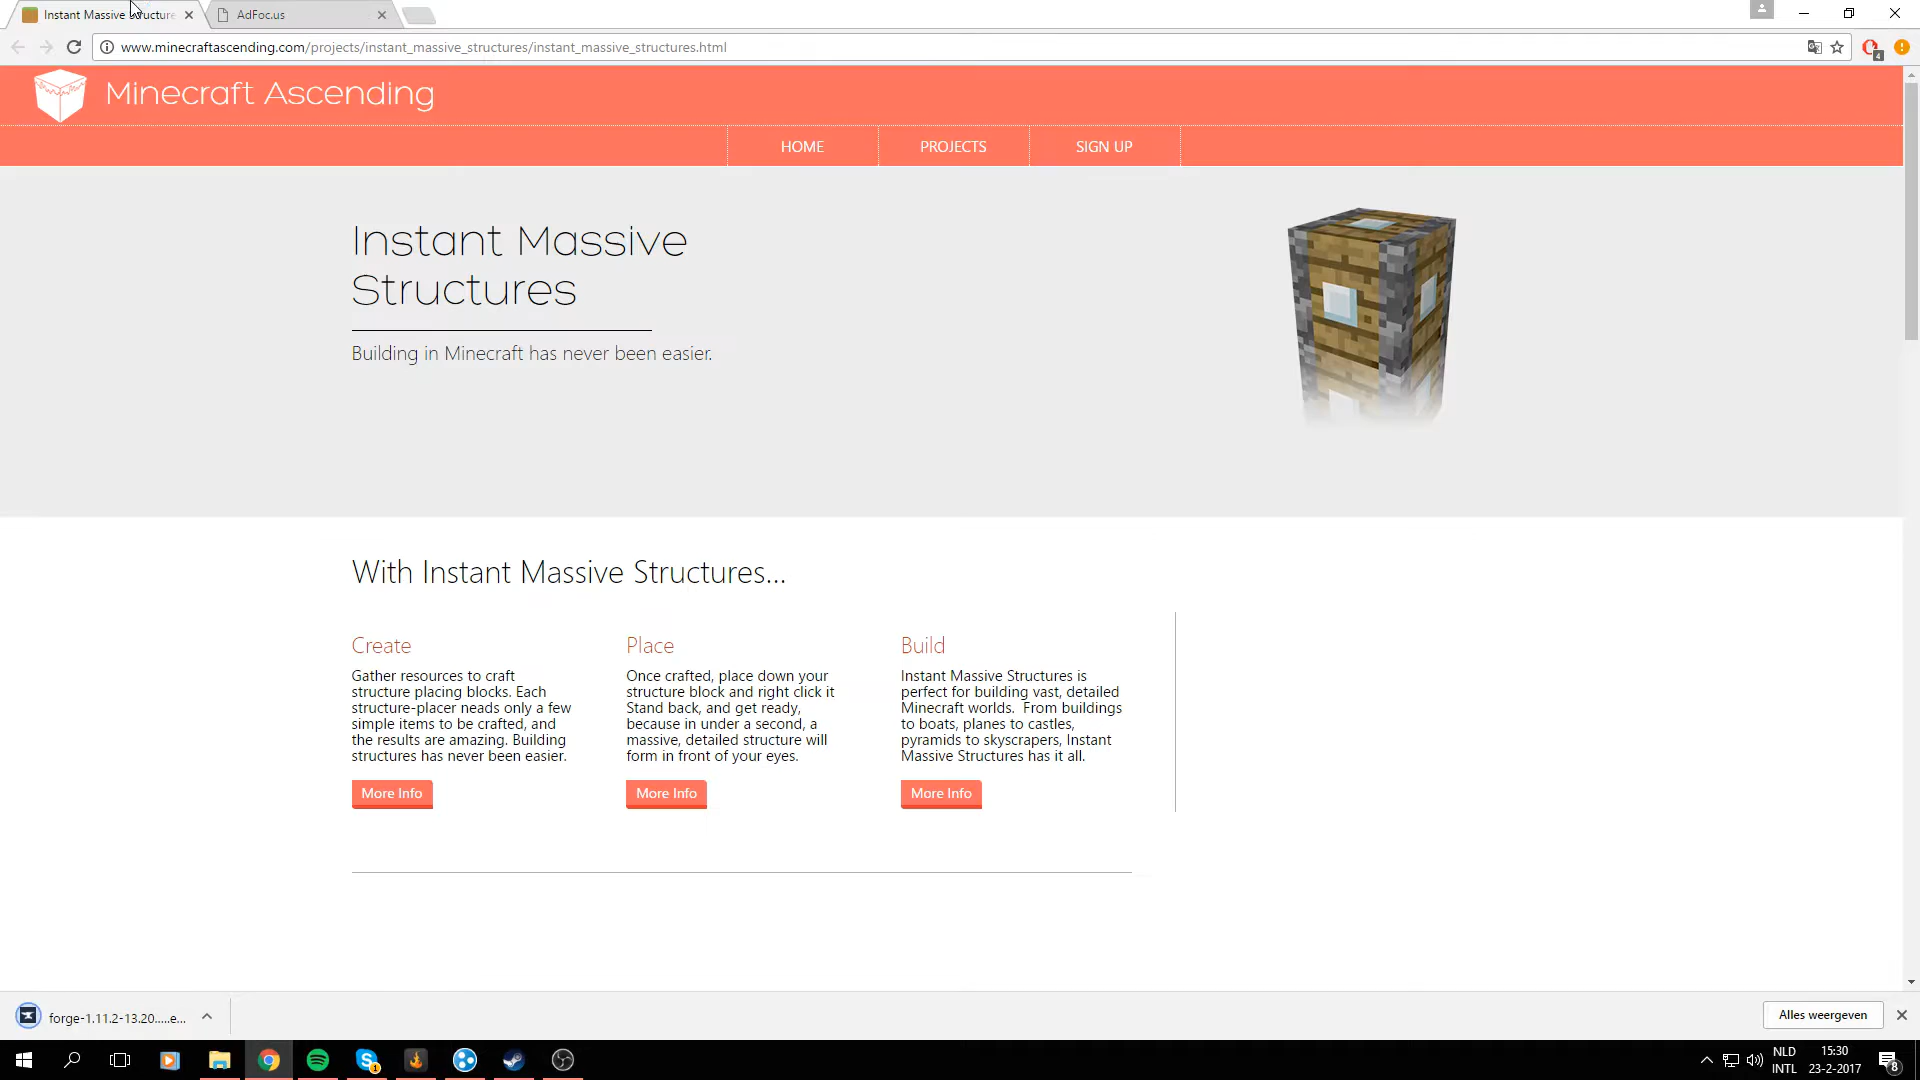 Instant Massive Structure
AdFoc.us
www.minecraftascending.com/projects/instant_massive_structures/instant_massive_structures.html
4
Minecraft Ascending
HOME
PROJECTS
SIGN UP
Instant Massive
Structures
Building in Minecraft has never been easier.
With Instant Massive Structures...
Create
Gather resources to craft
structure placing blocks. Each
structure-placer neads only a few
simple items to be crafted, and
the results are amazing. Building
structures has never been easier.
More Info
Place
Once crafted, place down your
structure block and right click it
Stand back, and get ready,
because in under a second, a
massive, detailed structure will
form in front of your eyes.
More Info
Build
Instant Massive Structures is
perfect for building vast, detailed
Minecraft worlds. From buildings
to boats, planes to castles,
pyramids to skyscrapers, Instant
Massive Structures has it all.
More Info
forge-1.11.2-13.20.....e...
Alles weergeven
1
NLD
INTL
15:30
23-2-2017
8